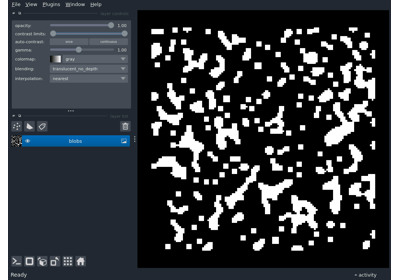 File View Plugins Window Help
opacity: 1.00
contrast limits:
auto-contrast: once continuous
gamma: 1.00
colormap: gray
blending: translucent_no_depth
interpolation: nearest
blobs
Ready
activity